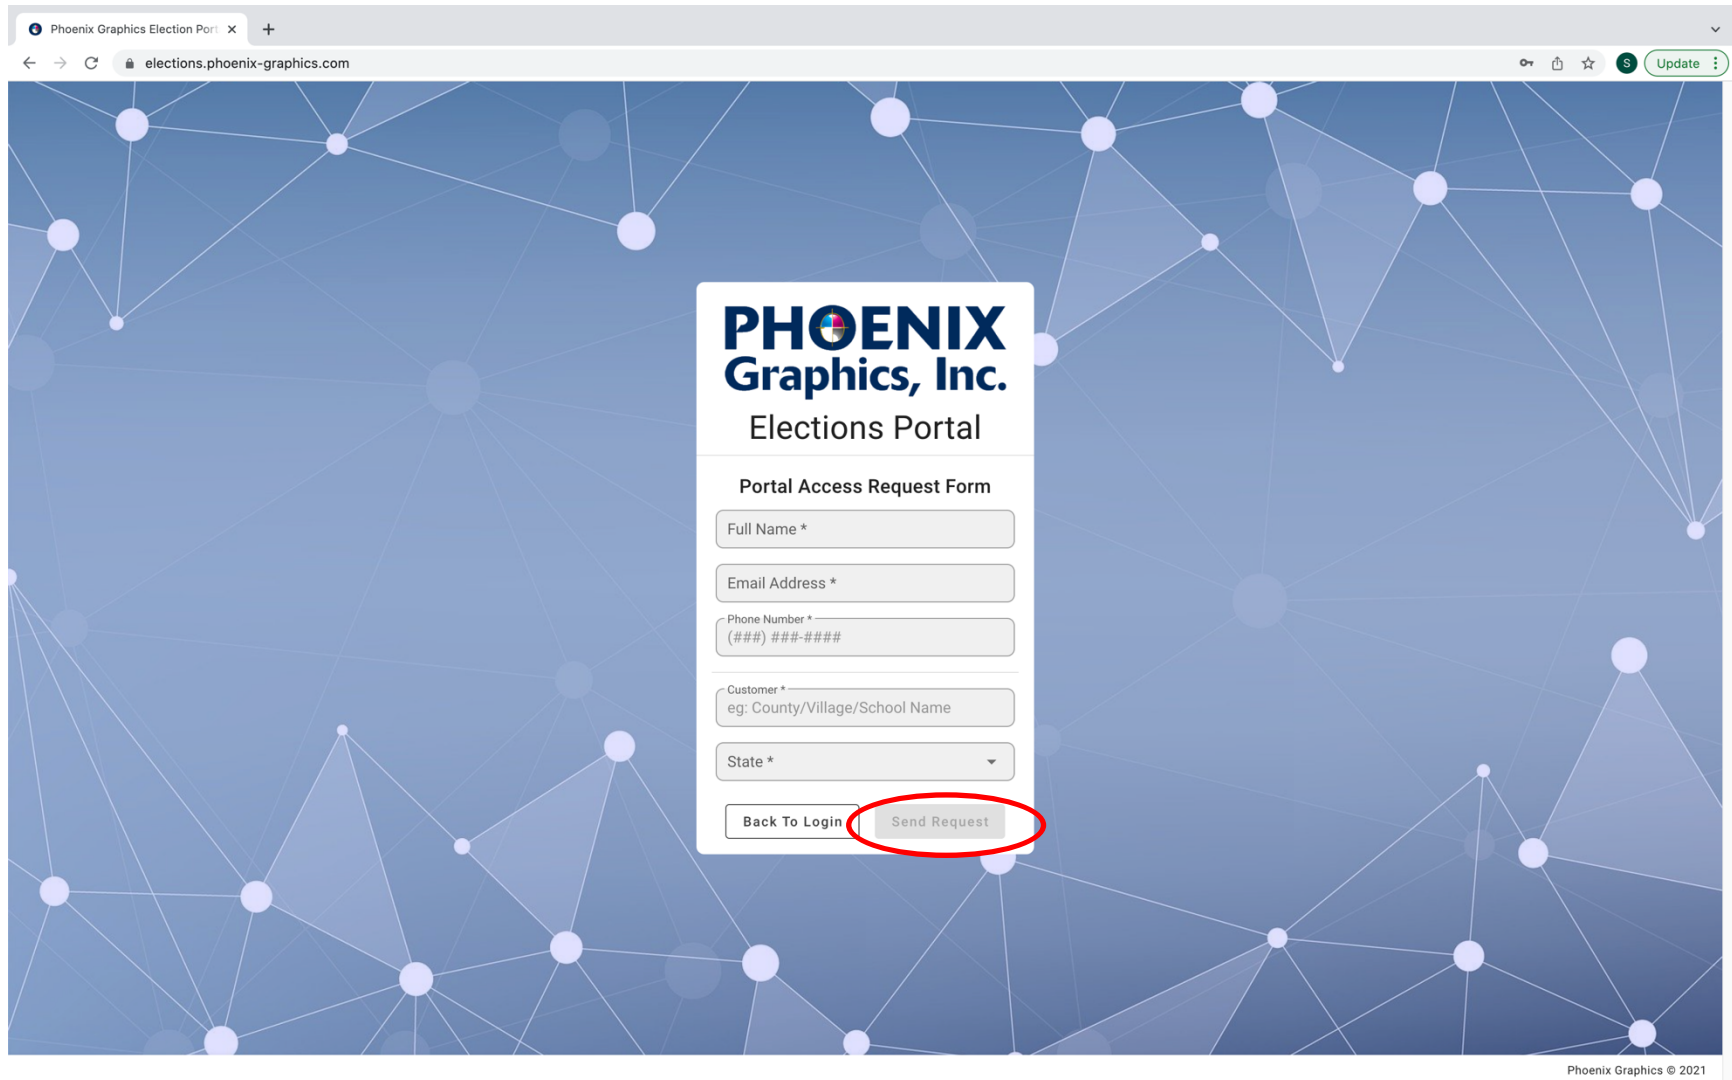 Phoenix Graphics Election Port
elections.phoenix-graphics.com
S
Update
PHOENIX
Graphics, Inc.
Elections Portal
Portal Access Request Form
Full Name *
Email Address *
Phone Number *
(###) ###-####
Customer *
eg: County/Village/School Name
State *
Back To Login
Send Request
Phoenix Graphics © 2021